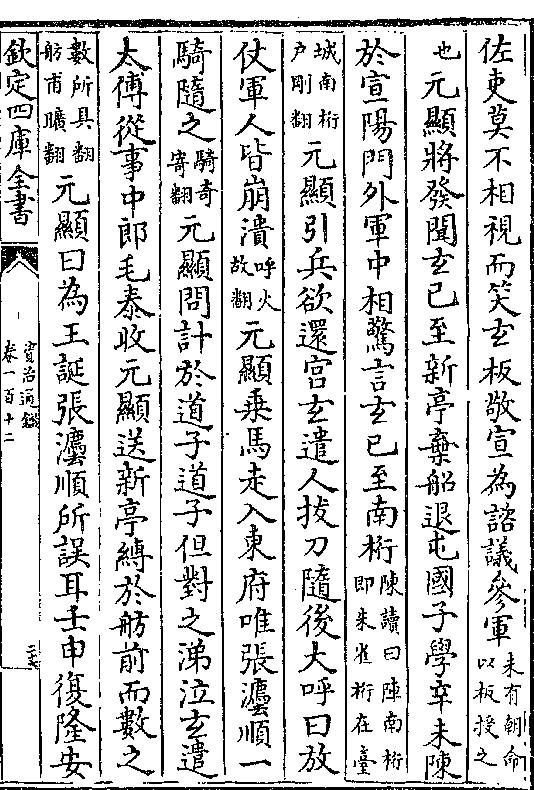 佐吏莫不相視而笑玄板敬宣為諮議參軍未有朝命以板授之
也元顯將發聞玄已至新亭棄船退屯國子學辛未陳
於宣陽門外軍中相驚言玄已至南桁陳讀曰陣南桁即朱雀桁在臺
城南桁户剛翻元顯引兵欲還宫玄遣人拔刀隨後大呼曰放
仗軍人皆崩潰呼火故翻元顯乗馬走入東府唯張灋順一
騎隨之騎奇寄翻元顯問計於道子道子但對之涕泣玄遣
太傅從事中郎毛泰收元顯送新亭縛於舫前而數之
數所具翻舫甫曠翻元顯曰為王誕張灋順所誤耳壬申復隆安
欽定四庫全書
資治通鑑
卷一百十二